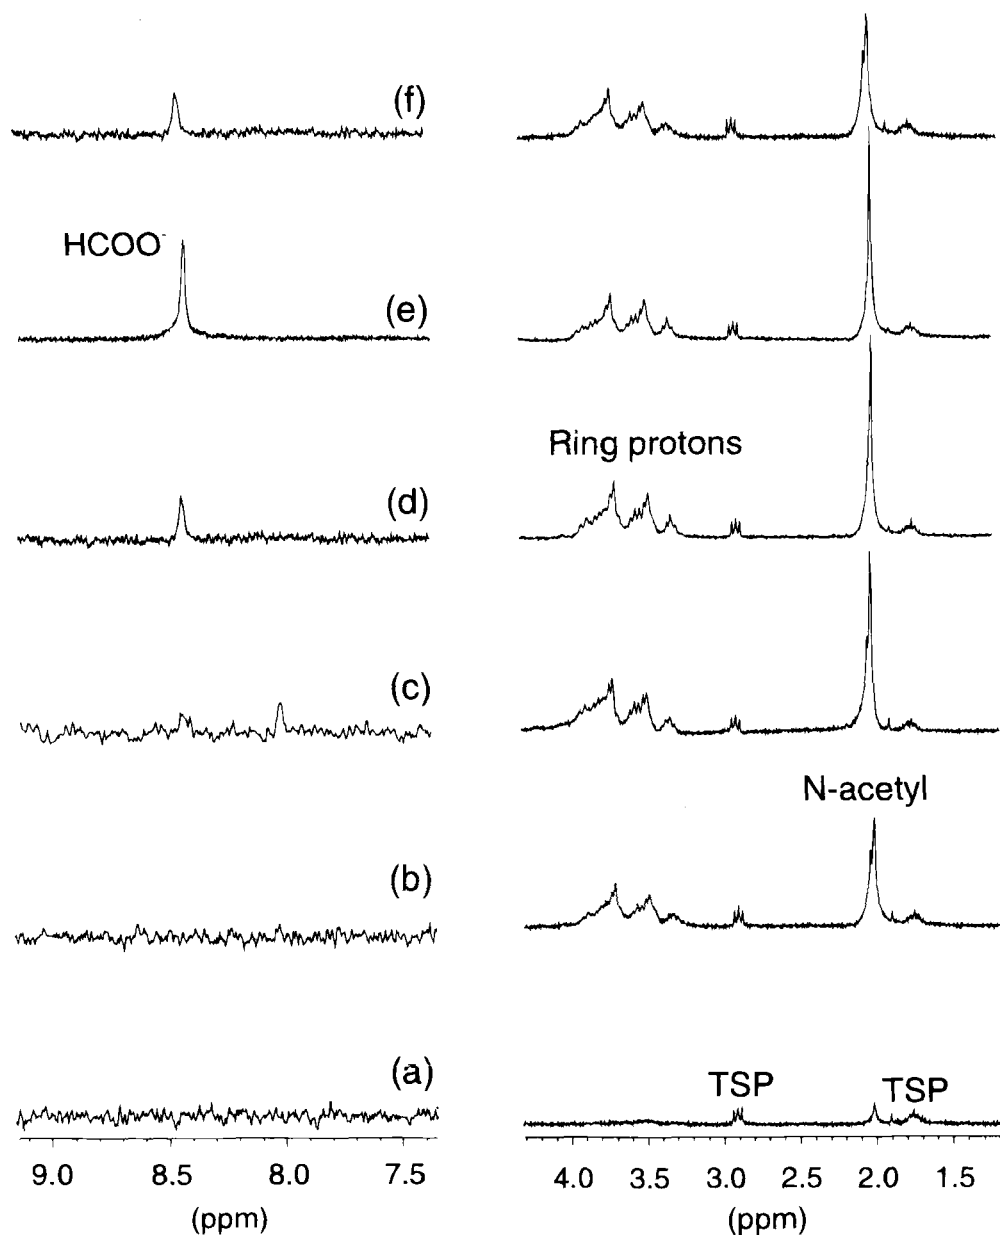 (f)
HCOO⁻
(e)
Ring protons
(d)
(c)
N-acetyl
(b)
(a)
TSP TSP
9.0 8.5 8.0 7.5 4.0 3.5 3.0 2.5 2.0 1.5
(ppm) (ppm)